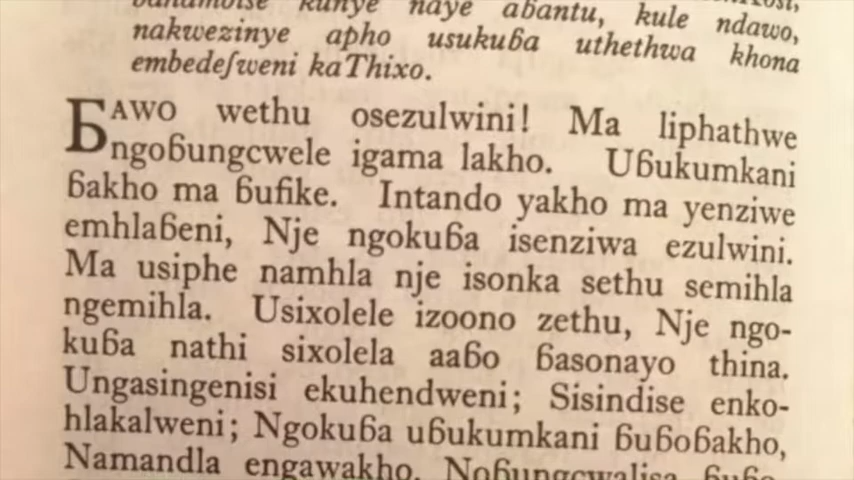 kunye naye aɓantu, kule ndawo,
nakwezinye apho usukuɓa uthethwa khona
embedeſweni kaThixo.
ƁAWO wethu osezulwini! Ma liphathwe
ngoɓungcwele igama lakho. Uɓukumkani
ɓakho ma ɓufike. Intando yakho ma yenziwe
emhlaɓeni, Nje ngokuɓa isenziwa ezulwini.
Ma usiphe namhla nje isonka sethu semihla
ngemihla. Usixolele izoono zethu, Nje ngo-
kuɓa nathi sixolela aaɓo ɓasonayo thina.
Ungasingenisi ekuhendweni; Sisindise enko-
hlakalweni; Ngokuɓa uɓukumkani ɓuɓoɓakho,
Namandla engawakho. Noɓungcwalisa ɓuɓo-